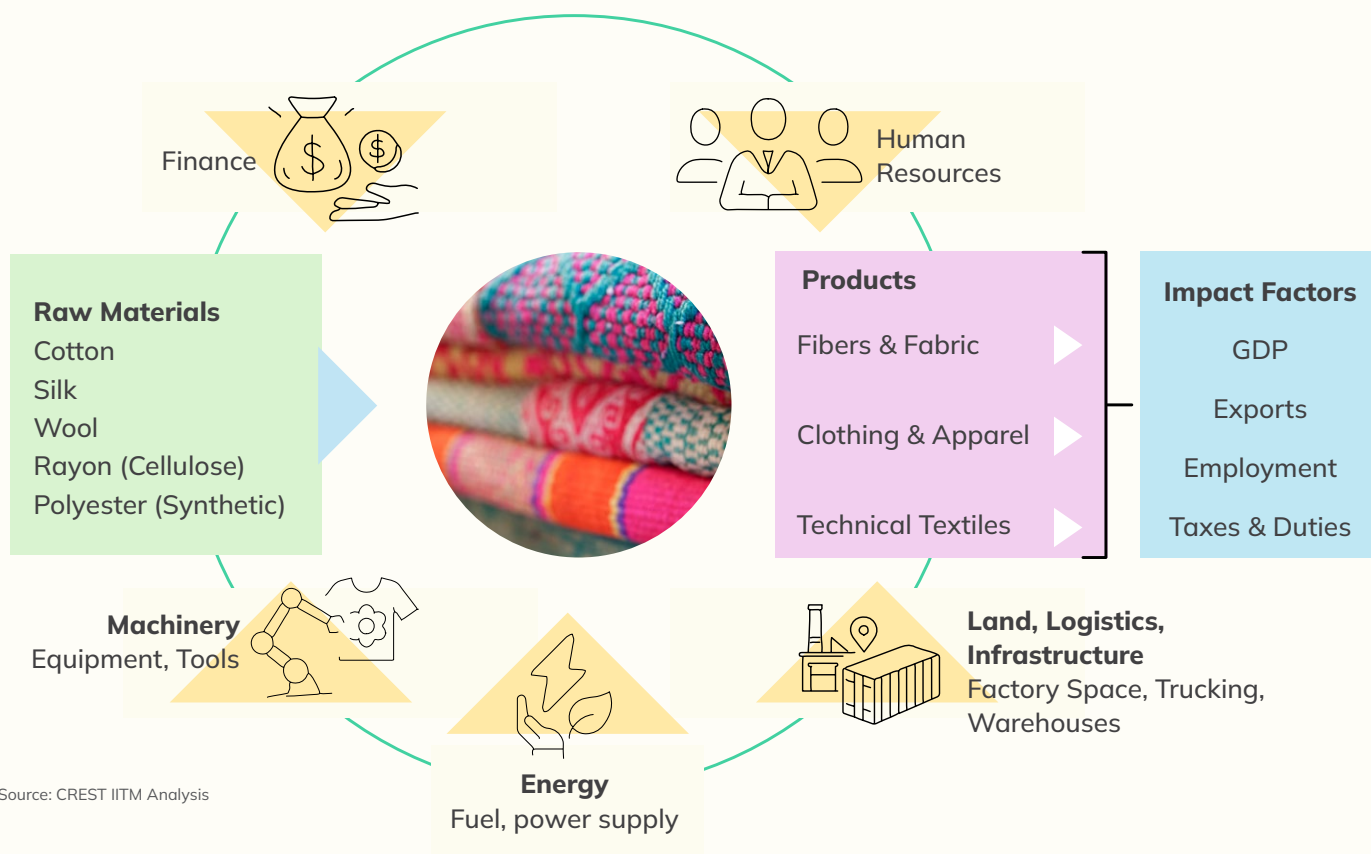 Finance
$
$
Human
Resources
Raw Materials
Cotton
Silk
Wool
Rayon (Cellulose)
Polyester (Synthetic)
Products
Fibers & Fabric
Clothing & Apparel
Technical Textiles
Impact Factors
GDP
Exports
Employment
Taxes & Duties
Machinery
Equipment, Tools
Energy
Fuel, power supply
Land, Logistics,
Infrastructure
Factory Space, Trucking,
Warehouses
Source: CREST IITM Analysis